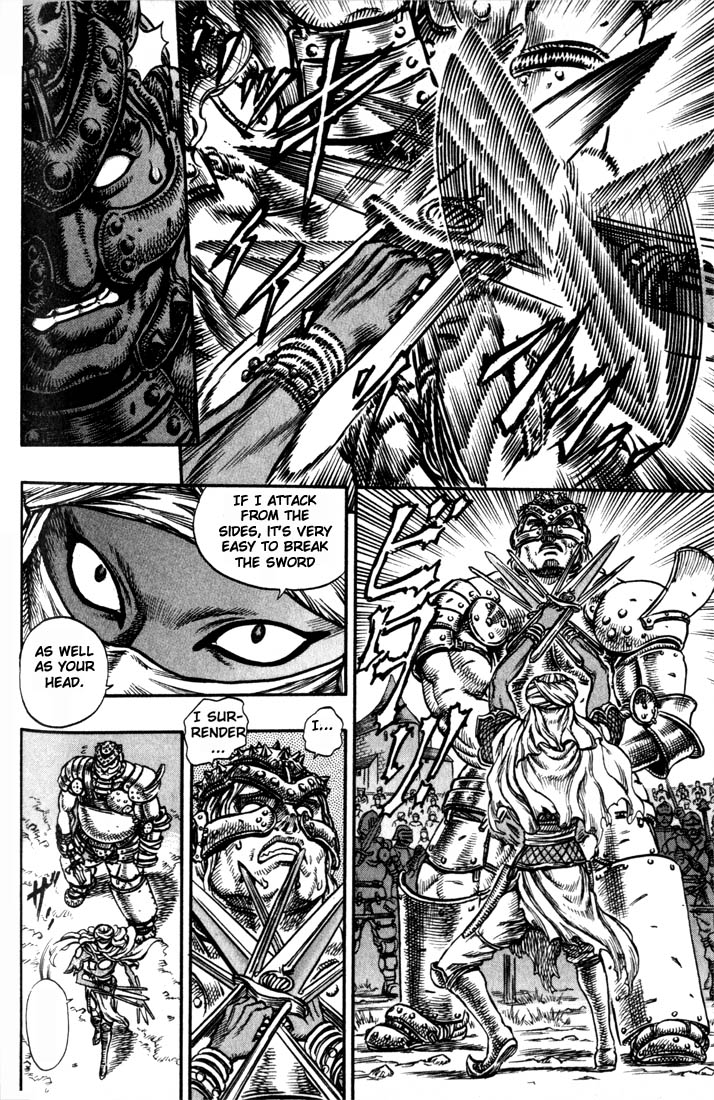 IF I ATTACK
FROM THE
SIDES, IT'S VERY
EASY TO BREAK
THE SWORD
AS WELL
AS YOUR
HEAD.
I...
I SUR-
RENDER
...